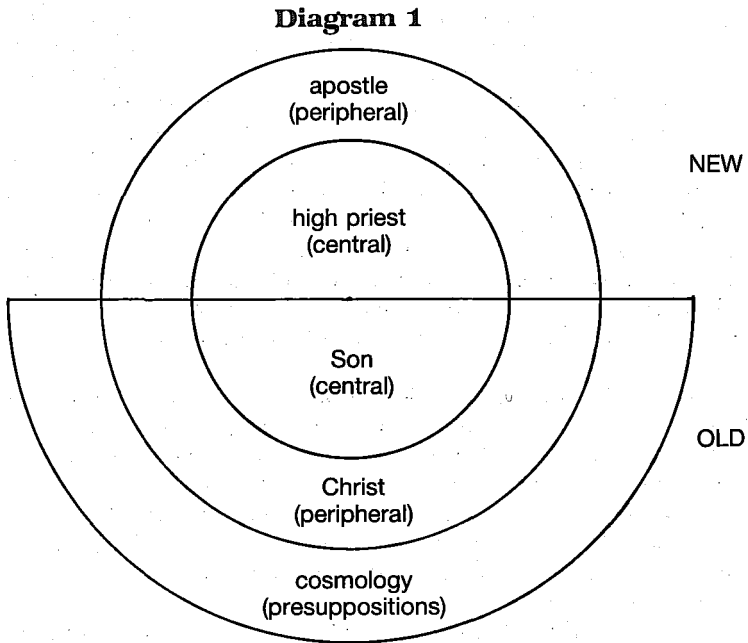 Diagram 1
apostle
(peripheral)
NEW
high priest
(central)
Son
(central)
OLD
Christ
(peripheral)
cosmology
(presuppositions)